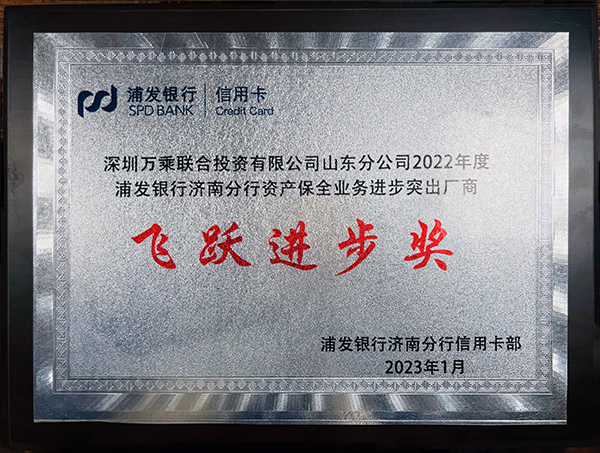 浦发银行 信用卡
SPD BANK Credit Card
深圳万乘联合投资有限公司山东分公司2022年度
浦发银行济南分行资产保全业务进步突出厂商
飞跃进步奖
浦发银行济南分行信用卡部
2023年1月